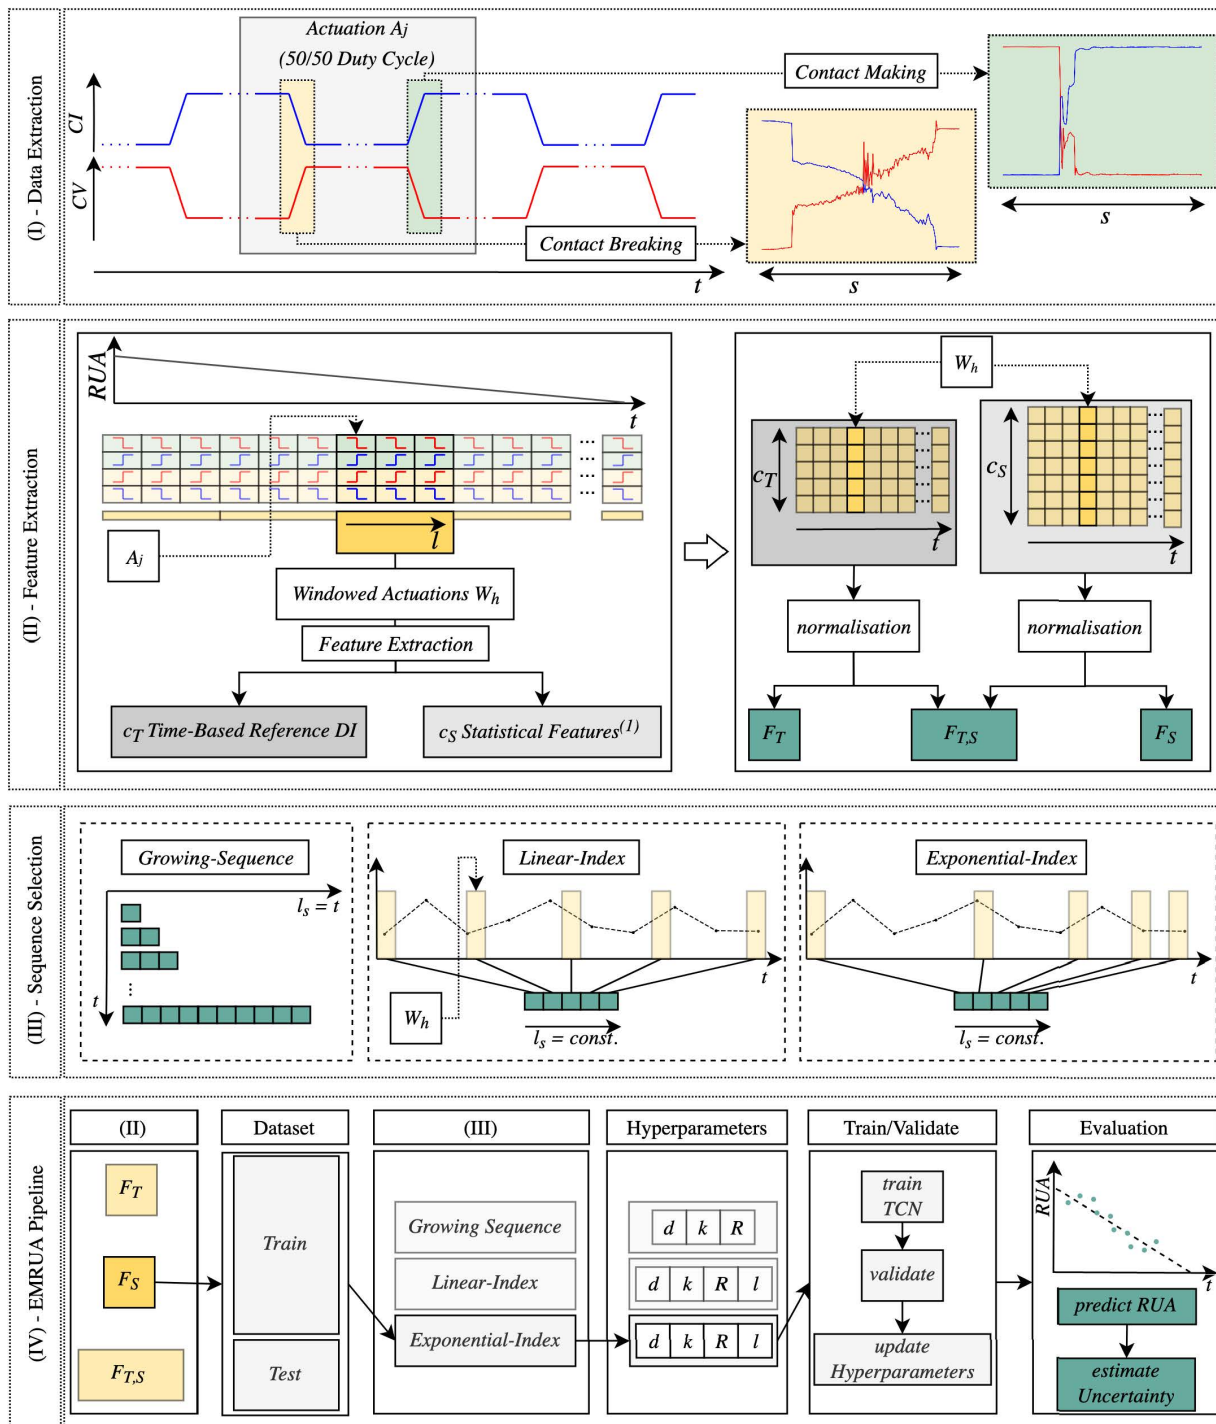 (I) - Data Extraction
Actuation Aj
(50/50 Duty Cycle)
CI
CV
Contact Making
Contact Breaking
t
s
s
(II) - Feature Extraction
RUA
t
Aj
l
Windowed Actuations Wh
Feature Extraction
cT Time-Based Reference DI
cS Statistical Features(1)
Wh
cT
t
cS
t
normalisation
normalisation
FT
FT,S
FS
(III) - Sequence Selection
Growing-Sequence
ls = t
t
Linear-Index
Wh
t
ls = const.
Exponential-Index
t
ls = const.
(IV) - EMRUA Pipeline
(II)
FT
FS
FT,S
Dataset
Train
Test
(III)
Growing Sequence
Linear-Index
Exponential-Index
Hyperparameters
d k R
d k R l
d k R l
Train/Validate
train
TCN
validate
update
Hyperparameters
Evaluation
RUA
t
predict RUA
estimate
Uncertainty